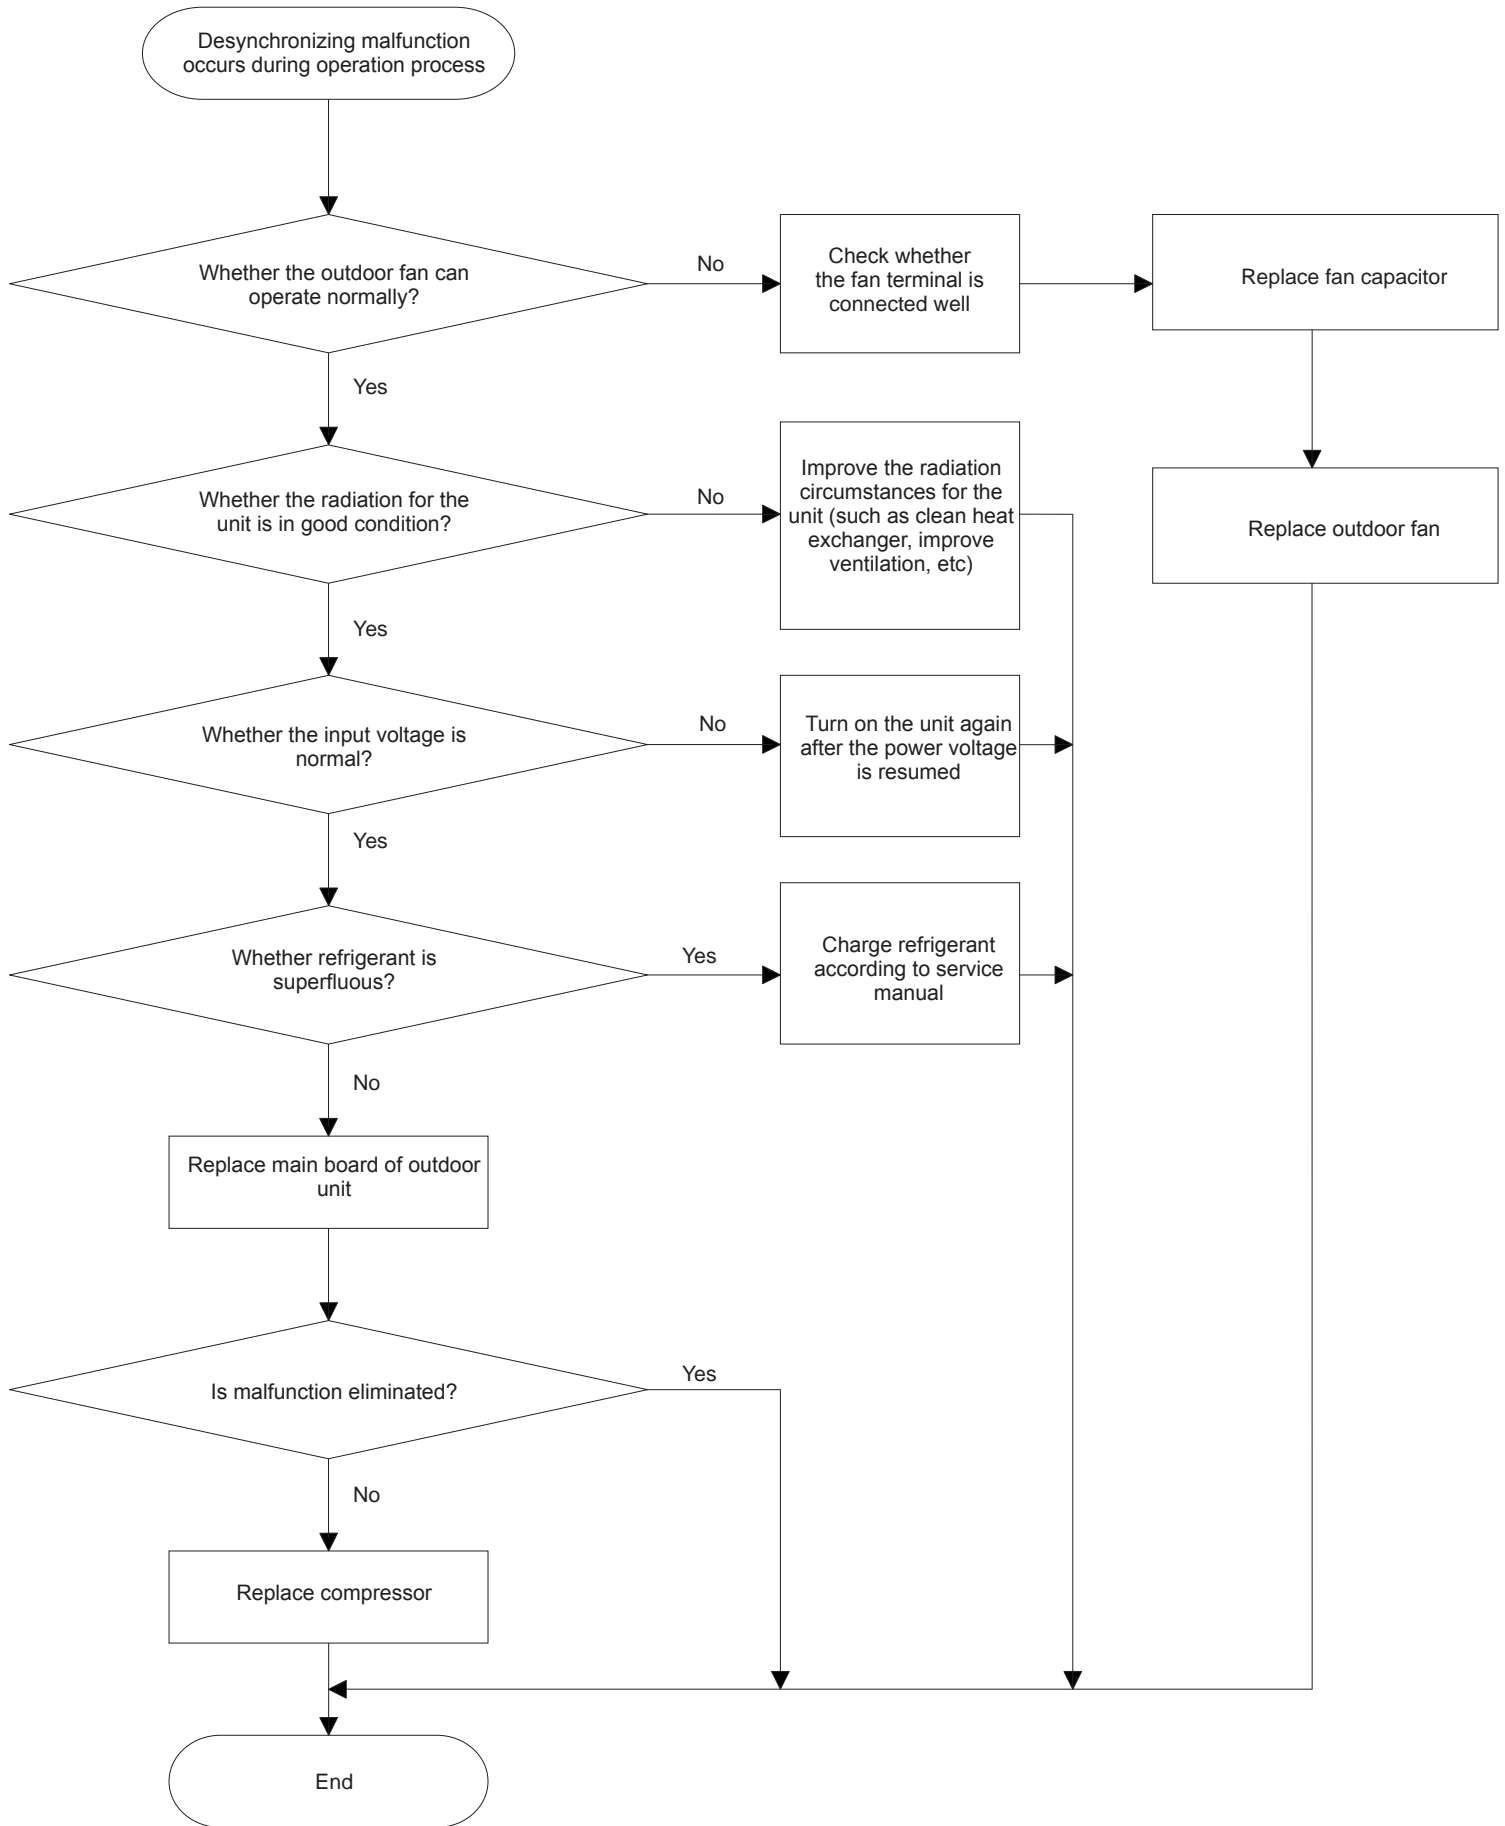 Desynchronizing malfunction
occurs during operation process
Whether the outdoor fan can
operate normally?
No
Check whether
the fan terminal is
connected well
Replace fan capacitor
Yes
Whether the radiation for the
unit is in good condition?
No
Improve the radiation
circumstances for the
unit (such as clean heat
exchanger, improve
ventilation, etc)
Replace outdoor fan
Yes
Whether the input voltage is
normal?
No
Turn on the unit again
after the power voltage
is resumed
Yes
Whether refrigerant is
superfluous?
Yes
Charge refrigerant
according to service
manual
No
Replace main board of outdoor
unit
Is malfunction eliminated?
Yes
No
Replace compressor
End